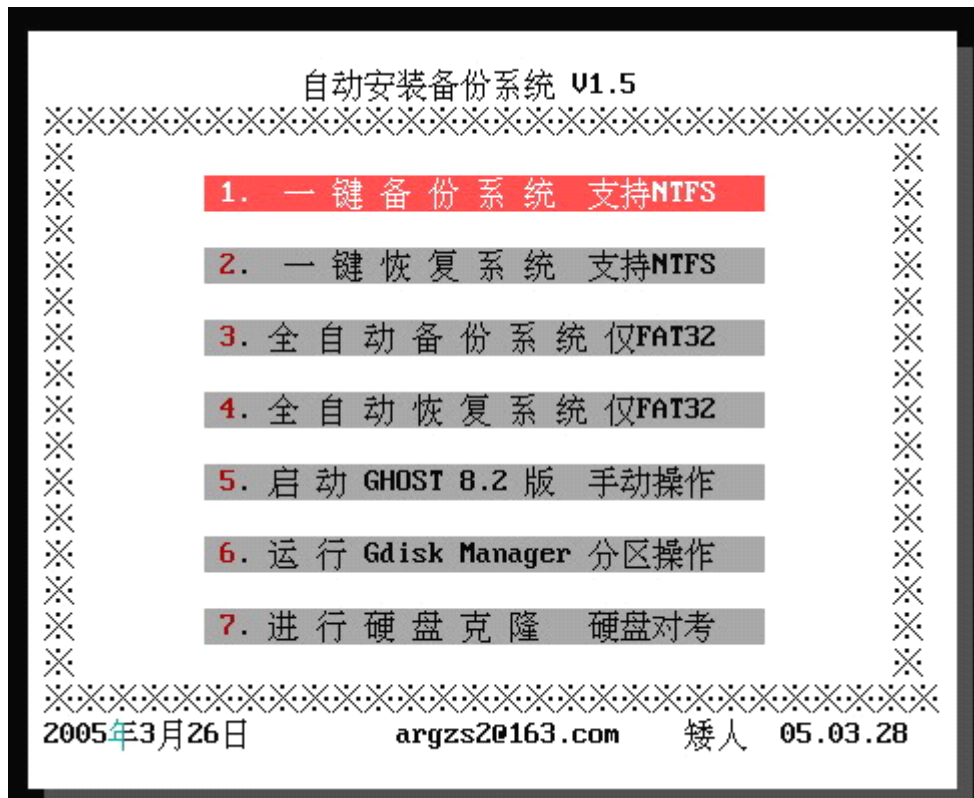 自动安装备份系统 V1.5
1. 一键备份系统 支持NTFS
2. 一键恢复系统 支持NTFS
3. 全自动备份系统 仅FAT32
4. 全自动恢复系统 仅FAT32
5. 启动 GHOST 8.2 版 手动操作
6. 运行 Gdisk Manager 分区操作
7. 进行硬盘克隆 硬盘对考
2005年3月26日 argzs2@163.com 矮人 05.03.28